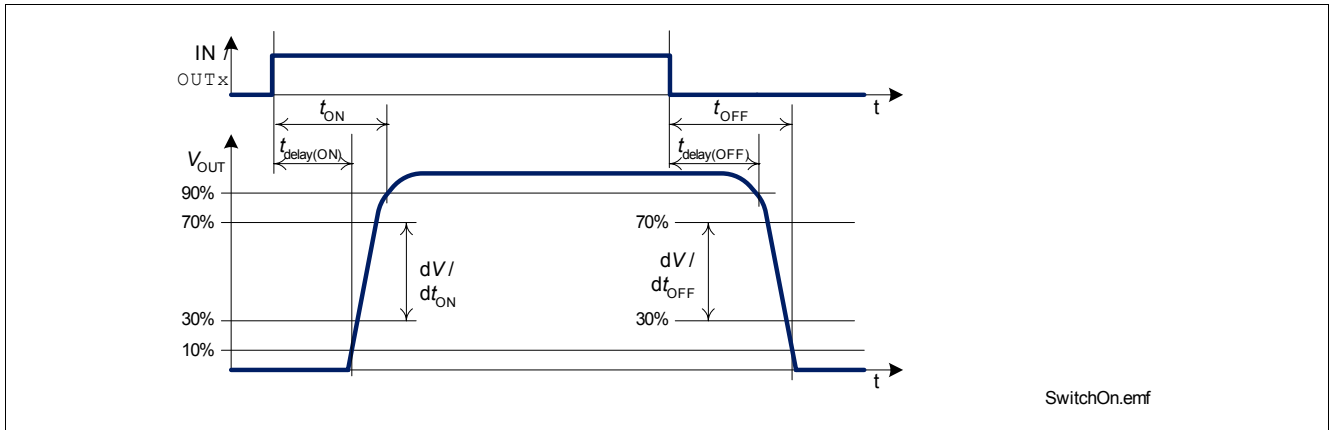 IN /
OUTx
t
tON
tOFF
VOUT
tdelay(ON)
tdelay(OFF)
90%
70%
70%
dV /
dtON
dV /
dtOFF
30%
30%
10%
t
SwitchOn.emf